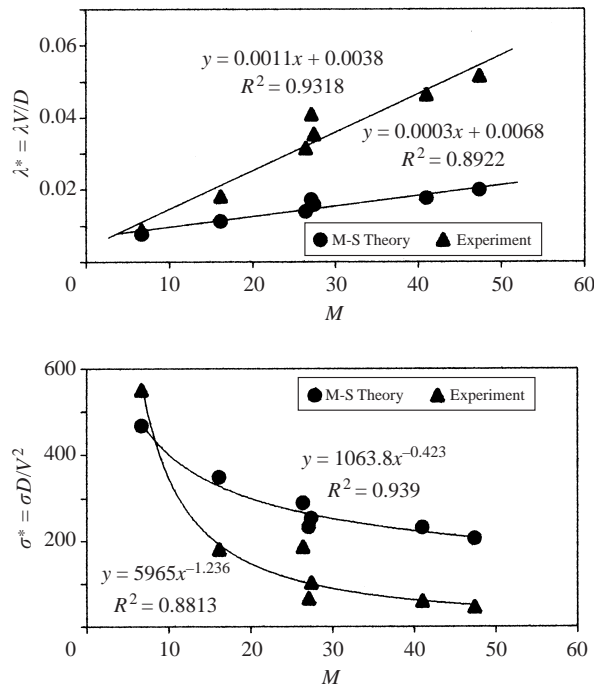 0.06
0.04
0.02
0
λ* = λV/D
y = 0.0011x + 0.0038
R² = 0.9318
y = 0.0003x + 0.0068
R² = 0.8922
M-S Theory Experiment
10 20 30 40 50 60
M
600
400
200
0
σ* = σD/V²
M-S Theory Experiment
y = 1063.8x⁻⁰·⁴²³
R² = 0.939
y = 5965x⁻¹·²³⁶
R² = 0.8813
10 20 30 40 50 60
M